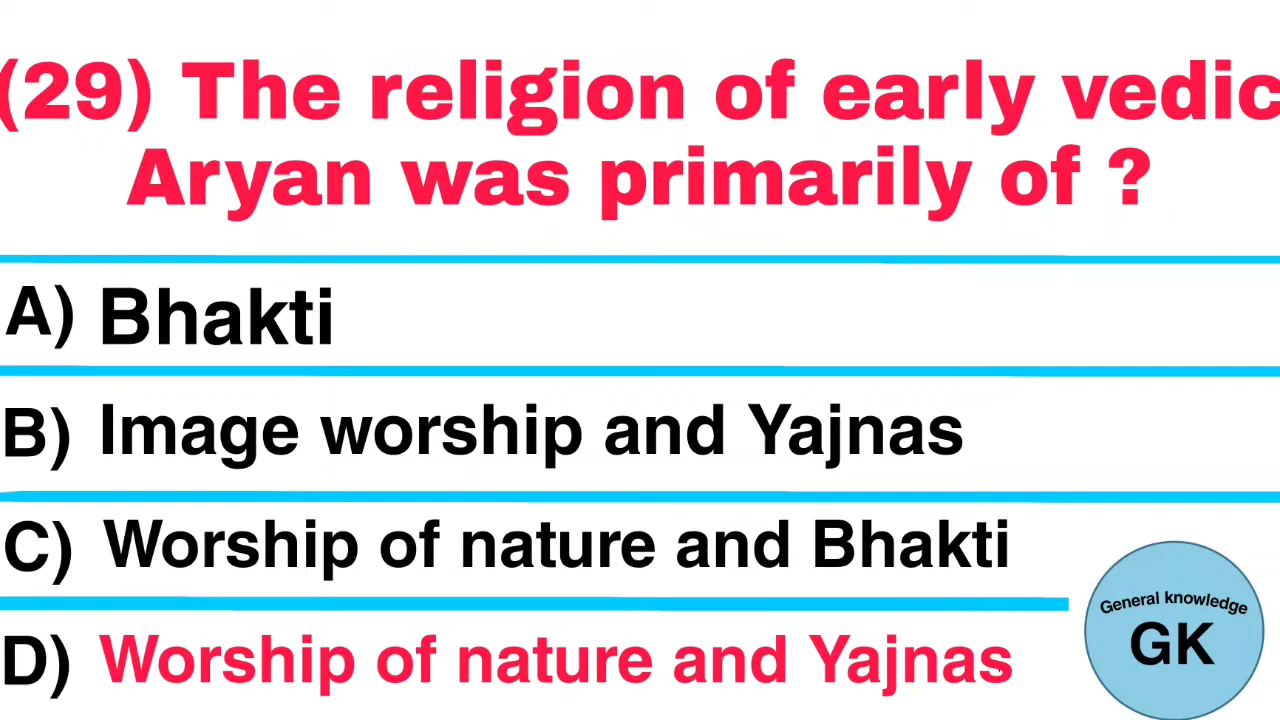 (29) The religion of early vedic
Aryan was primarily of ?
A) Bhakti
B) Image worship and Yajnas
C) Worship of nature and Bhakti
D) Worship of nature and Yajnas
General knowledge
GK